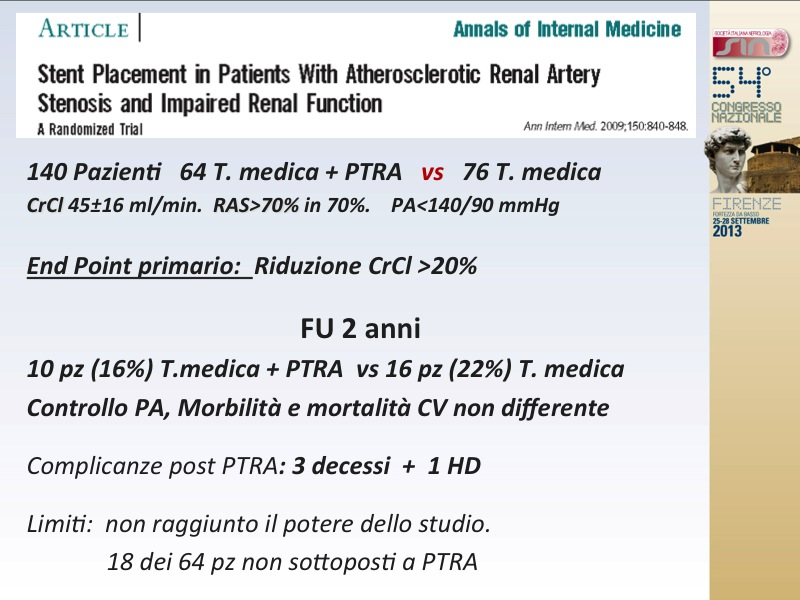 ARTICLE
Annals of Internal Medicine
Stent Placement in Patients With Atherosclerotic Renal Artery
Stenosis and Impaired Renal Function
A Randomized Trial
Ann Intern Med. 2009;150:840-848.
140 Pazienti 64 T. medica + PTRA vs 76 T. medica
CrCl 45±16 ml/min. RAS>70% in 70%. PA<140/90 mmHg
End Point primario: Riduzione CrCl >20%
FU 2 anni
10 pz (16%) T.medica + PTRA vs 16 pz (22%) T. medica
Controllo PA, Morbilità e mortalità CV non differente
Complicanze post PTRA: 3 decessi + 1 HD
Limiti: non raggiunto il potere dello studio.
18 dei 64 pz non sottoposti a PTRA
SOCIETÀ ITALIANA NEFROLOGIA
SIN
54°
CONGRESSO
NAZIONALE
FIRENZE
FORTEZZA DA BASSO
25-28 SETTEMBRE
2013